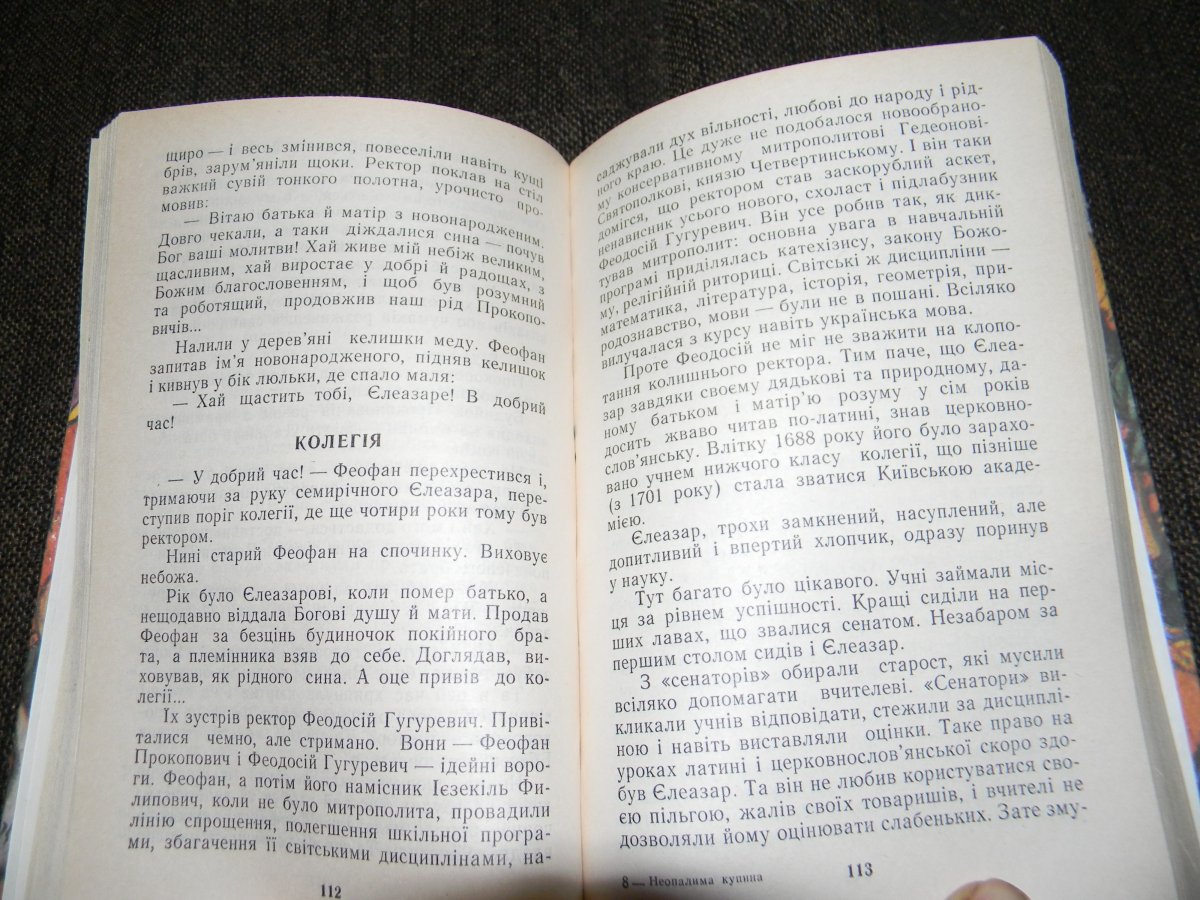 щиро — і весь змінився, повеселіли навіть кущі
брів, зарум'яніли щоки. Ректор поклав на стіл
важкий сувій тонкого полотна, урочисто про-
мовив:
— Вітаю батька й матір з новонародженим.
Довго чекали, а таки діждалися сина — почув
Бог ваші молитви! Хай живе мій небіж великим,
щасливим, хай виростає у добрі й радощах, з
Божим благословенням, і щоб був розумний
та роботящий, продовжив наш рід Прокопо-
вичів...
Налили у дерев'яні келишки меду. Феофан
запитав ім'я новонародженого, підняв келишок
і кивнув у бік люльки, де спало маля:
— Хай щастить тобі, Єлеазаре! В добрий
час!
КОЛЕГІЯ
— У добрий час! — Феофан перехрестився і,
тримаючи за руку семирічного Єлеазара, пере-
ступив поріг колегії, де ще чотири роки тому був
ректором.
Нині старий Феофан на спочинку. Виховує
небожа.
Рік було Єлеазарові, коли помер батько, а
нещодавно віддала Богові душу й мати. Продав
Феофан за безцінь будиночок покійного бра-
та, а племінника взяв до себе. Доглядав, ви-
ховував, як рідного сина. А оце привів до ко-
легії...
Їх зустрів ректор Феодосій Гугуревич. Приві-
талися чемно, але стримано. Вони — Феофан
Прокопович і Феодосій Гугуревич — ідейні воро-
ги. Феофан, а потім його намісник Ієзекіль Фи-
липович, коли не було митрополита, провадили
лінію спрощення, полегшення шкільної програ-
ми, збагачення її світськими дисциплінами, на-
112
саджували дух вільності, любові до народу і рід-
ного краю. Це дуже не подобалося новообрано-
му консервативному митрополитові Гедеонові-
Святополкові, князю Четвертинському. І він таки
домігся, що ректором став заскорублий аскет,
ненависник усього нового, схоласт і підлабузник
Феодосій Гугуревич. Він усе робив так, як дик-
тував митрополит: основна увага в навчальній
програмі приділялась катехізису, закону Божо-
му, релігійній риториці. Світські ж дисципліни —
математика, література, історія, геометрія, при-
родознавство, мови — були не в пошані. Всіляко
вилучалася з курсу навіть українська мова.
Проте Феодосій не міг не зважити на клопо-
тання колишнього ректора. Тим паче, що Єлеа-
зар завдяки своєму дядькові та природному, да-
ному батьком і матір'ю розуму у сім років
досить жваво читав по-латині, знав церковно-
слов'янську. Влітку 1688 року його було зарахо-
вано учнем нижчого класу колегії, що пізніше
(з 1701 року) стала зватися Київською акаде-
мією.
Єлеазар, трохи замкнений, насуплений, але
допитливий і впертий хлопчик, одразу поринув
у науку.
Тут багато було цікавого. Учні займали міс-
ця за рівнем успішності. Кращі сиділи на пер-
ших лавах, що звалися сенатом. Незабаром за
першим столом сидів і Єлеазар.
З «сенаторів» обирали старост, які мусили
всіляко допомагати вчителеві. «Сенатори» ви-
кликали учнів відповідати, стежили за дисциплі-
ною і навіть виставляли оцінки. Таке право на
уроках латині і церковнослов'янської скоро здо-
був Єлеазар. Та він не любив користуватися сво-
єю пільгою, жалів своїх товаришів, і вчителі не
дозволяли йому оцінювати слабеньких. Зате зму-
8 — Неопалима купина
113